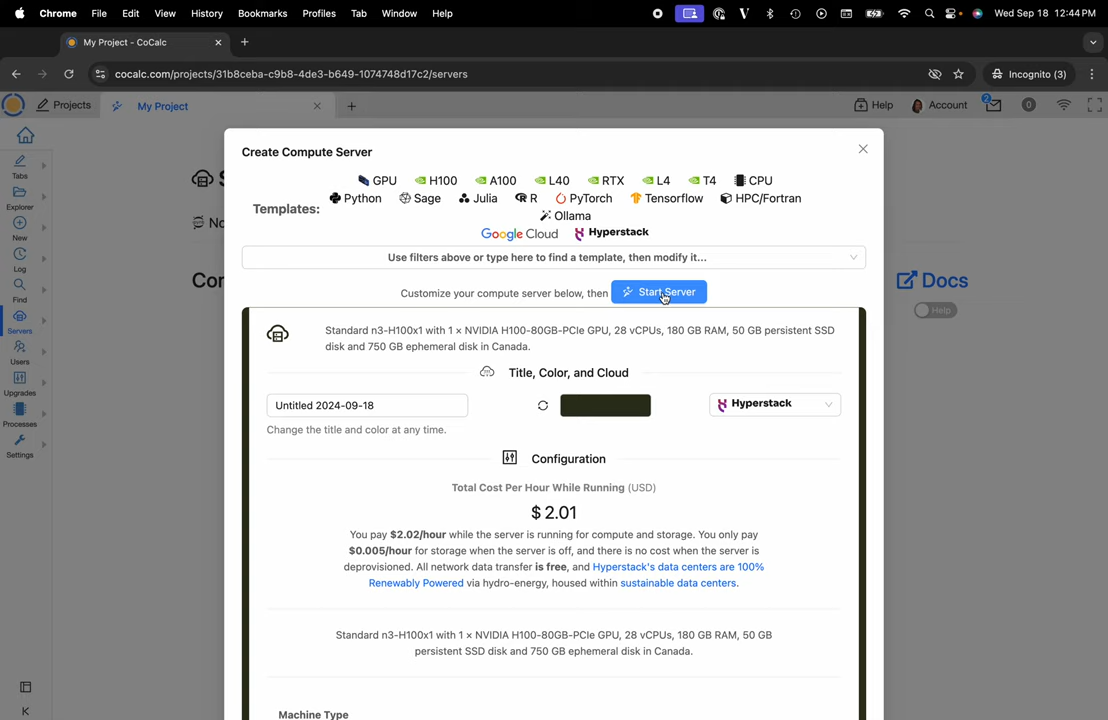 Chrome File Edit View History Bookmarks Profiles Tab Window Help Wed Sep 18 12:44 PM
My Project - CoCalc
cocalc.com/projects/31b8ceba-c9b8-4de3-b649-1074748d17c2/servers Incognito (3)
Projects My Project Help Account 2 0
Create Compute Server
Templates:
GPU H100 A100 L40 RTX L4 T4 CPU
Python Sage Julia R PyTorch Tensorflow HPC/Fortran
Ollama
Google Cloud Hyperstack
Use filters above or type here to find a template, then modify it...
Customize your compute server below, then Start Server
Standard n3-H100x1 with 1 × NVIDIA H100-80GB-PCIe GPU, 28 vCPUs, 180 GB RAM, 50 GB persistent SSD
disk and 750 GB ephemeral disk in Canada.
Title, Color, and Cloud
Untitled 2024-09-18 Hyperstack
Change the title and color at any time.
Configuration
Total Cost Per Hour While Running (USD)
$ 2.01
You pay $2.02/hour while the server is running for compute and storage. You only pay
$0.005/hour for storage when the server is off, and there is no cost when the server is
deprovisioned. All network data transfer is free, and Hyperstack's data centers are 100%
Renewably Powered via hydro-energy, housed within sustainable data centers.
Standard n3-H100x1 with 1 × NVIDIA H100-80GB-PCIe GPU, 28 vCPUs, 180 GB RAM, 50 GB
persistent SSD disk and 750 GB ephemeral disk in Canada.
Machine Type
Tabs
Explorer
New
Log
Find
Servers
Users
Upgrades
Processes
Settings
S
No
Cor
Docs
Help